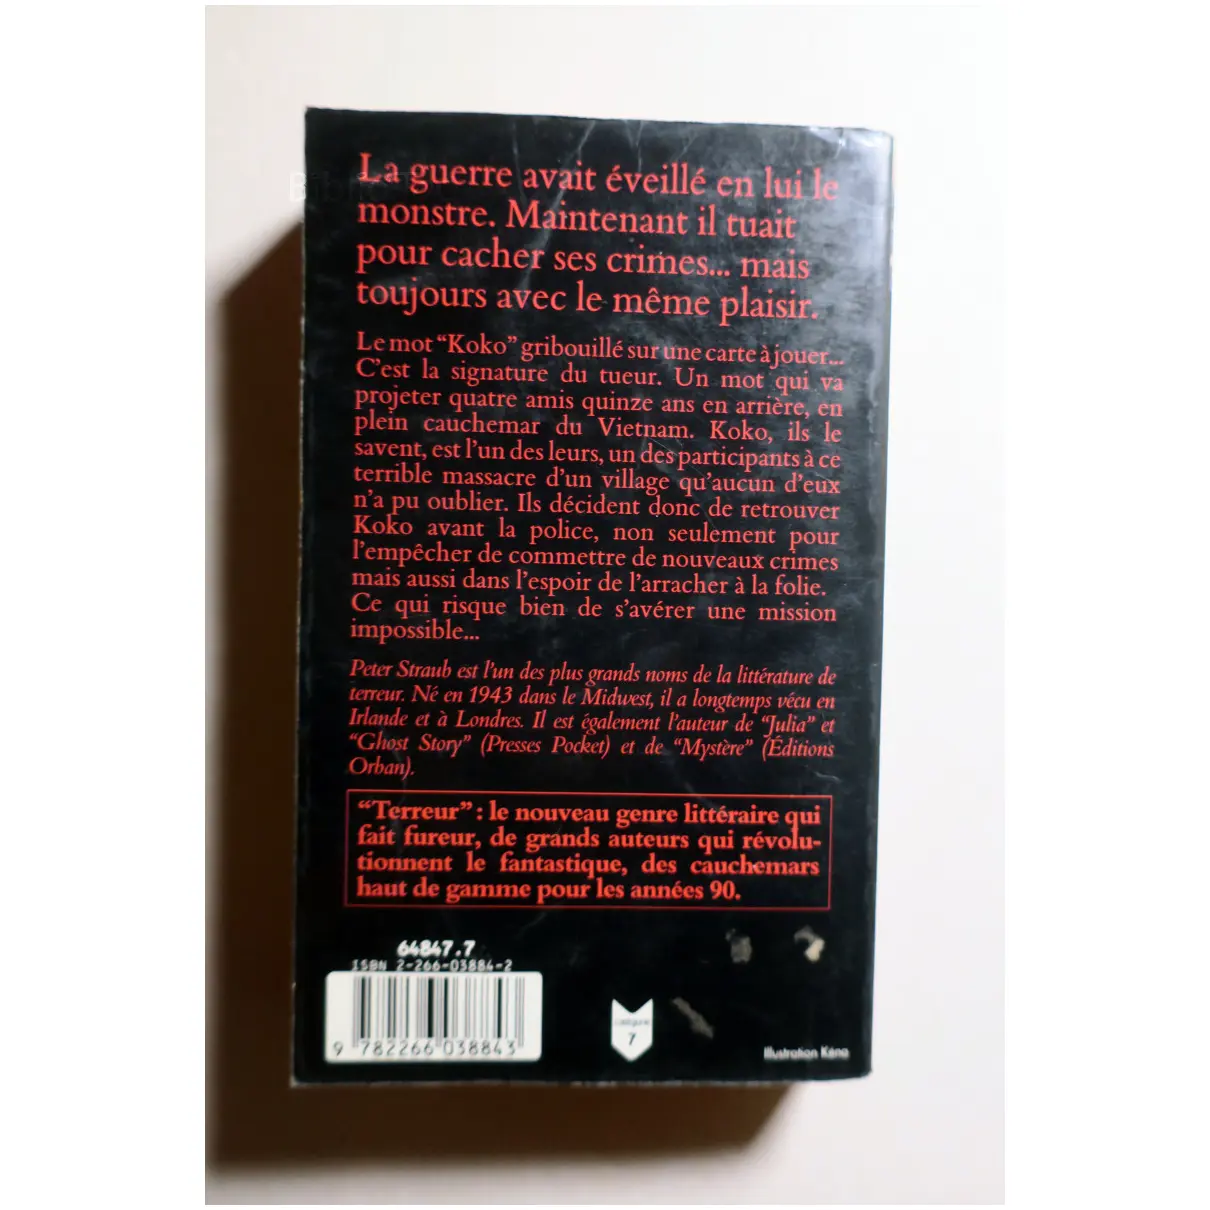 La guerre avait éveillé en lui le
monstre. Maintenant il tuait
pour cacher ses crimes... mais
toujours avec le même plaisir.
Le mot “Koko” gribouillé sur une carte à jouer...
C’est la signature du tueur. Un mot qui va
projeter quatre amis quinze ans en arrière, en
plein cauchemar du Vietnam. Koko, ils le
savent, est l’un des leurs, un des participants à ce
terrible massacre d’un village qu’aucun d’eux
n’a pu oublier. Ils décident donc de retrouver
Koko avant la police, non seulement pour
l’empêcher de commettre de nouveaux crimes
mais aussi dans l’espoir de l’arracher à la folie.
Ce qui risque bien de s’avérer une mission
impossible...
Peter Straub est l’un des plus grands noms de la littérature de
terreur. Né en 1943 dans le Midwest, il a longtemps vécu en
Irlande et à Londres. Il est également l’auteur de “Julia” et
“Ghost Story” (Presses Pocket) et de “Mystère” (Éditions
Orban).
“Terreur” : le nouveau genre littéraire qui
fait fureur, de grands auteurs qui révolu-
tionnent le fantastique, des cauchemars
haut de gamme pour les années 90.
64847.7
ISBN 2-266-03884-2
9 782266 038843
catégorie
7
Illustration Kéno